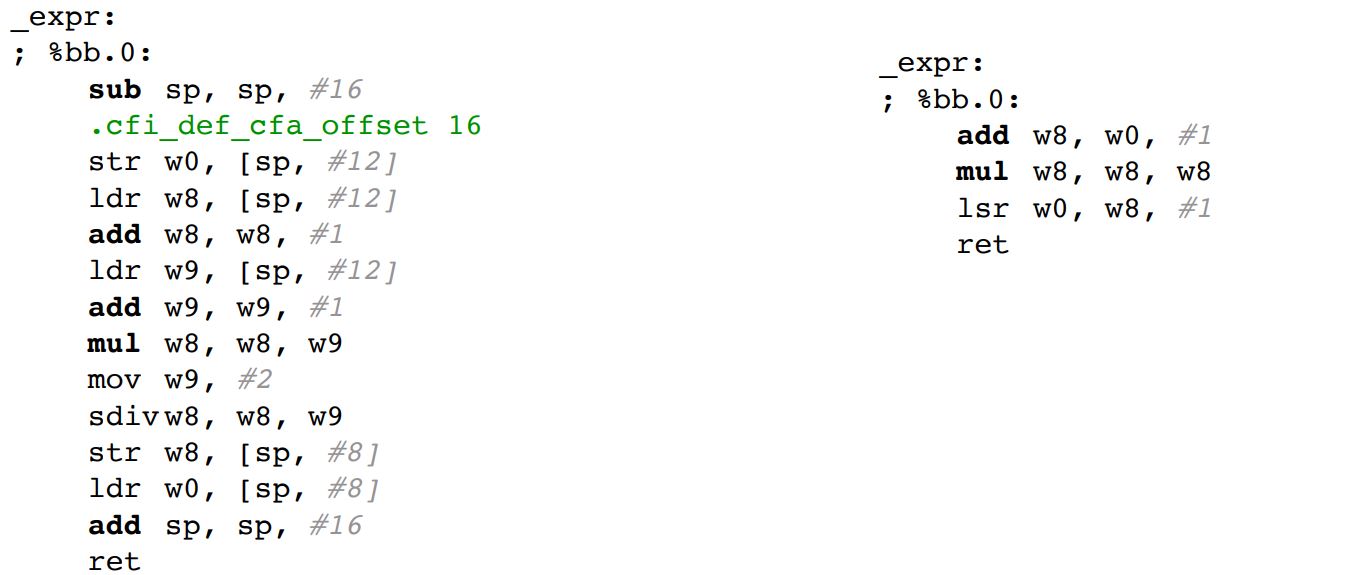 _expr:
; %bb.0:
sub sp, sp, #16
.cfi_def_cfa_offset 16
str w0, [sp, #12]
ldr w8, [sp, #12]
add w8, w8, #1
ldr w9, [sp, #12]
add w9, w9, #1
mul w8, w8, w9
mov w9, #2
sdiv w8, w8, w9
str w8, [sp, #8]
ldr w0, [sp, #8]
add sp, sp, #16
ret
_expr:
; %bb.0:
add w8, w0, #1
mul w8, w8, w8
lsr w0, w8, #1
ret